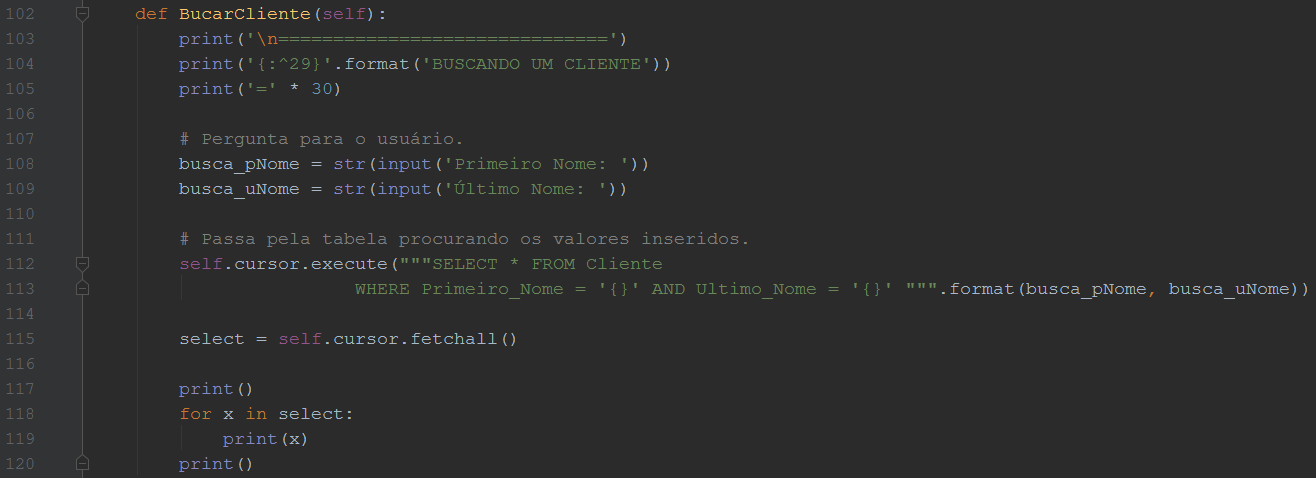 102 def BucarCliente(self):
103 print('\n==============================')
104 print('{:^29}'.format('BUSCANDO UM CLIENTE'))
105 print('=' * 30)
106
107 # Pergunta para o usuário.
108 busca_pNome = str(input('Primeiro Nome: '))
109 busca_uNome = str(input('Último Nome: '))
110
111 # Passa pela tabela procurando os valores inseridos.
112 self.cursor.execute("""SELECT * FROM Cliente
113 WHERE Primeiro_Nome = '{}' AND Ultimo_Nome = '{}' """.format(busca_pNome, busca_uNome))
114
115 select = self.cursor.fetchall()
116
117 print()
118 for x in select:
119 print(x)
120 print()